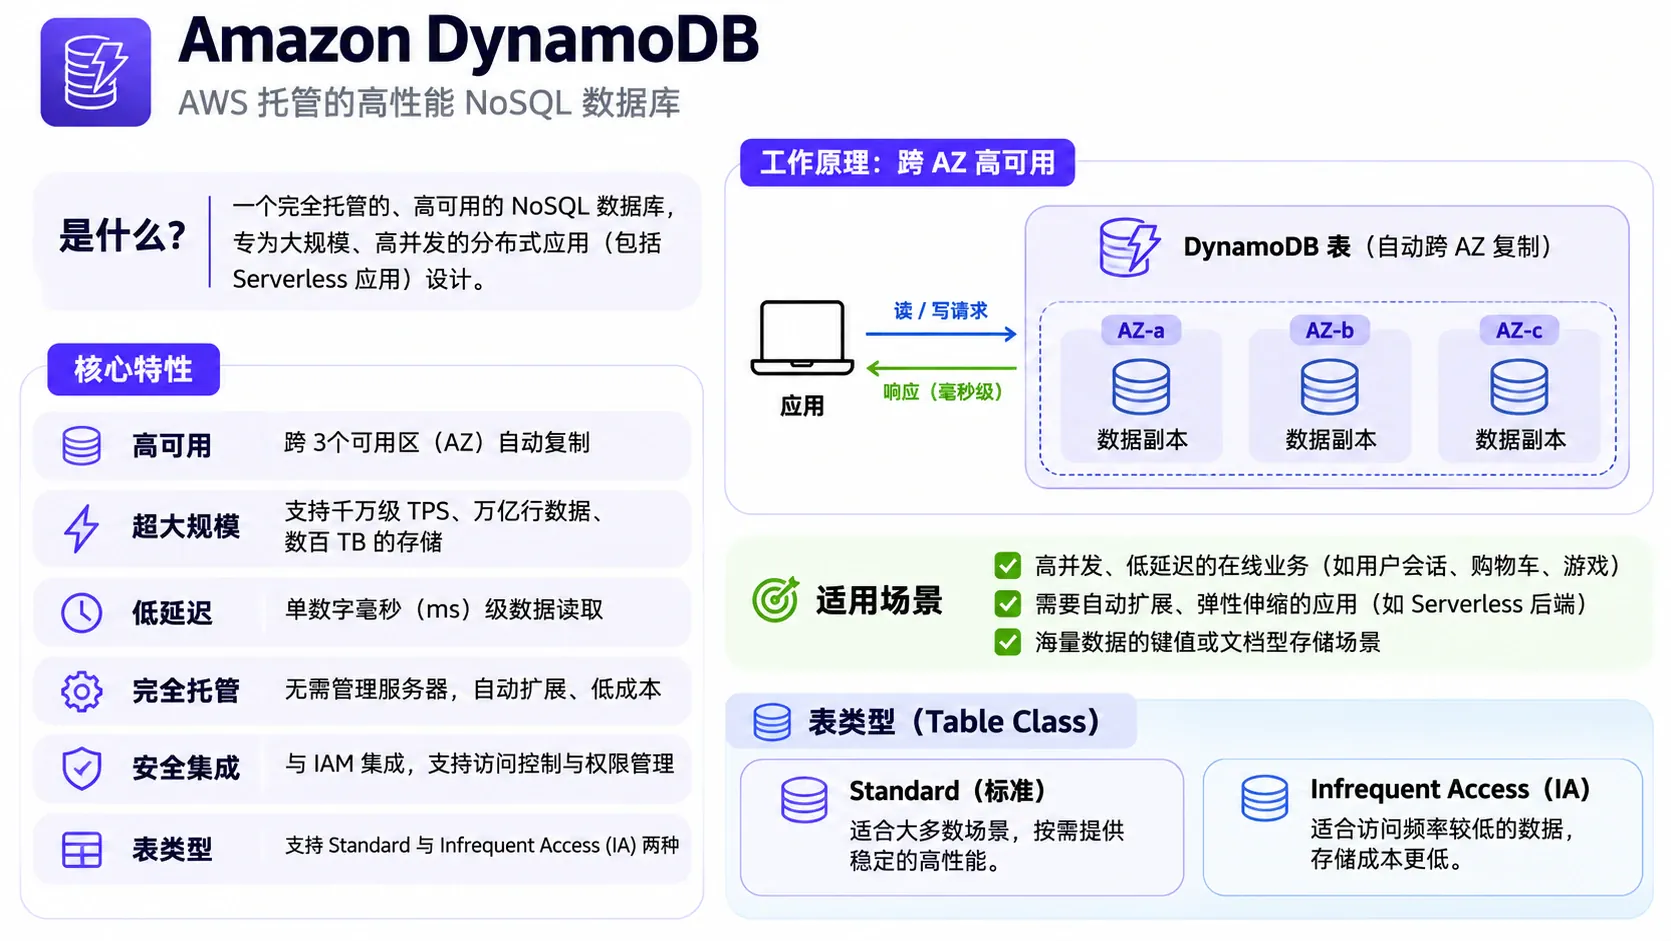 Amazon DynamoDB
AWS 托管的高性能 NoSQL 数据库
是什么?
一个完全托管的、高可用的 NoSQL 数据库，
专为大规模、高并发的分布式应用（包括
Serverless 应用）设计。
核心特性
高可用
跨 3个可用区（AZ）自动复制
超大规模
支持千万级 TPS、万亿行数据、
数百 TB 的存储
低延迟
单数字毫秒（ms）级数据读取
完全托管
无需管理服务器，自动扩展、低成本
安全集成
与 IAM 集成，支持访问控制与权限管理
表类型
支持 Standard 与 Infrequent Access (IA) 两种
工作原理：跨 AZ 高可用
DynamoDB 表（自动跨 AZ 复制）
应用
读 / 写请求
响应（毫秒级）
AZ-a
数据副本
AZ-b
数据副本
AZ-c
数据副本
适用场景
高并发、低延迟的在线业务（如用户会话、购物车、游戏）
需要自动扩展、弹性伸缩的应用（如 Serverless 后端）
海量数据的键值或文档型存储场景
表类型（Table Class）
Standard（标准）
适合大多数场景，按需提供
稳定的高性能。
Infrequent Access（IA）
适合访问频率较低的数据，
存储成本更低。